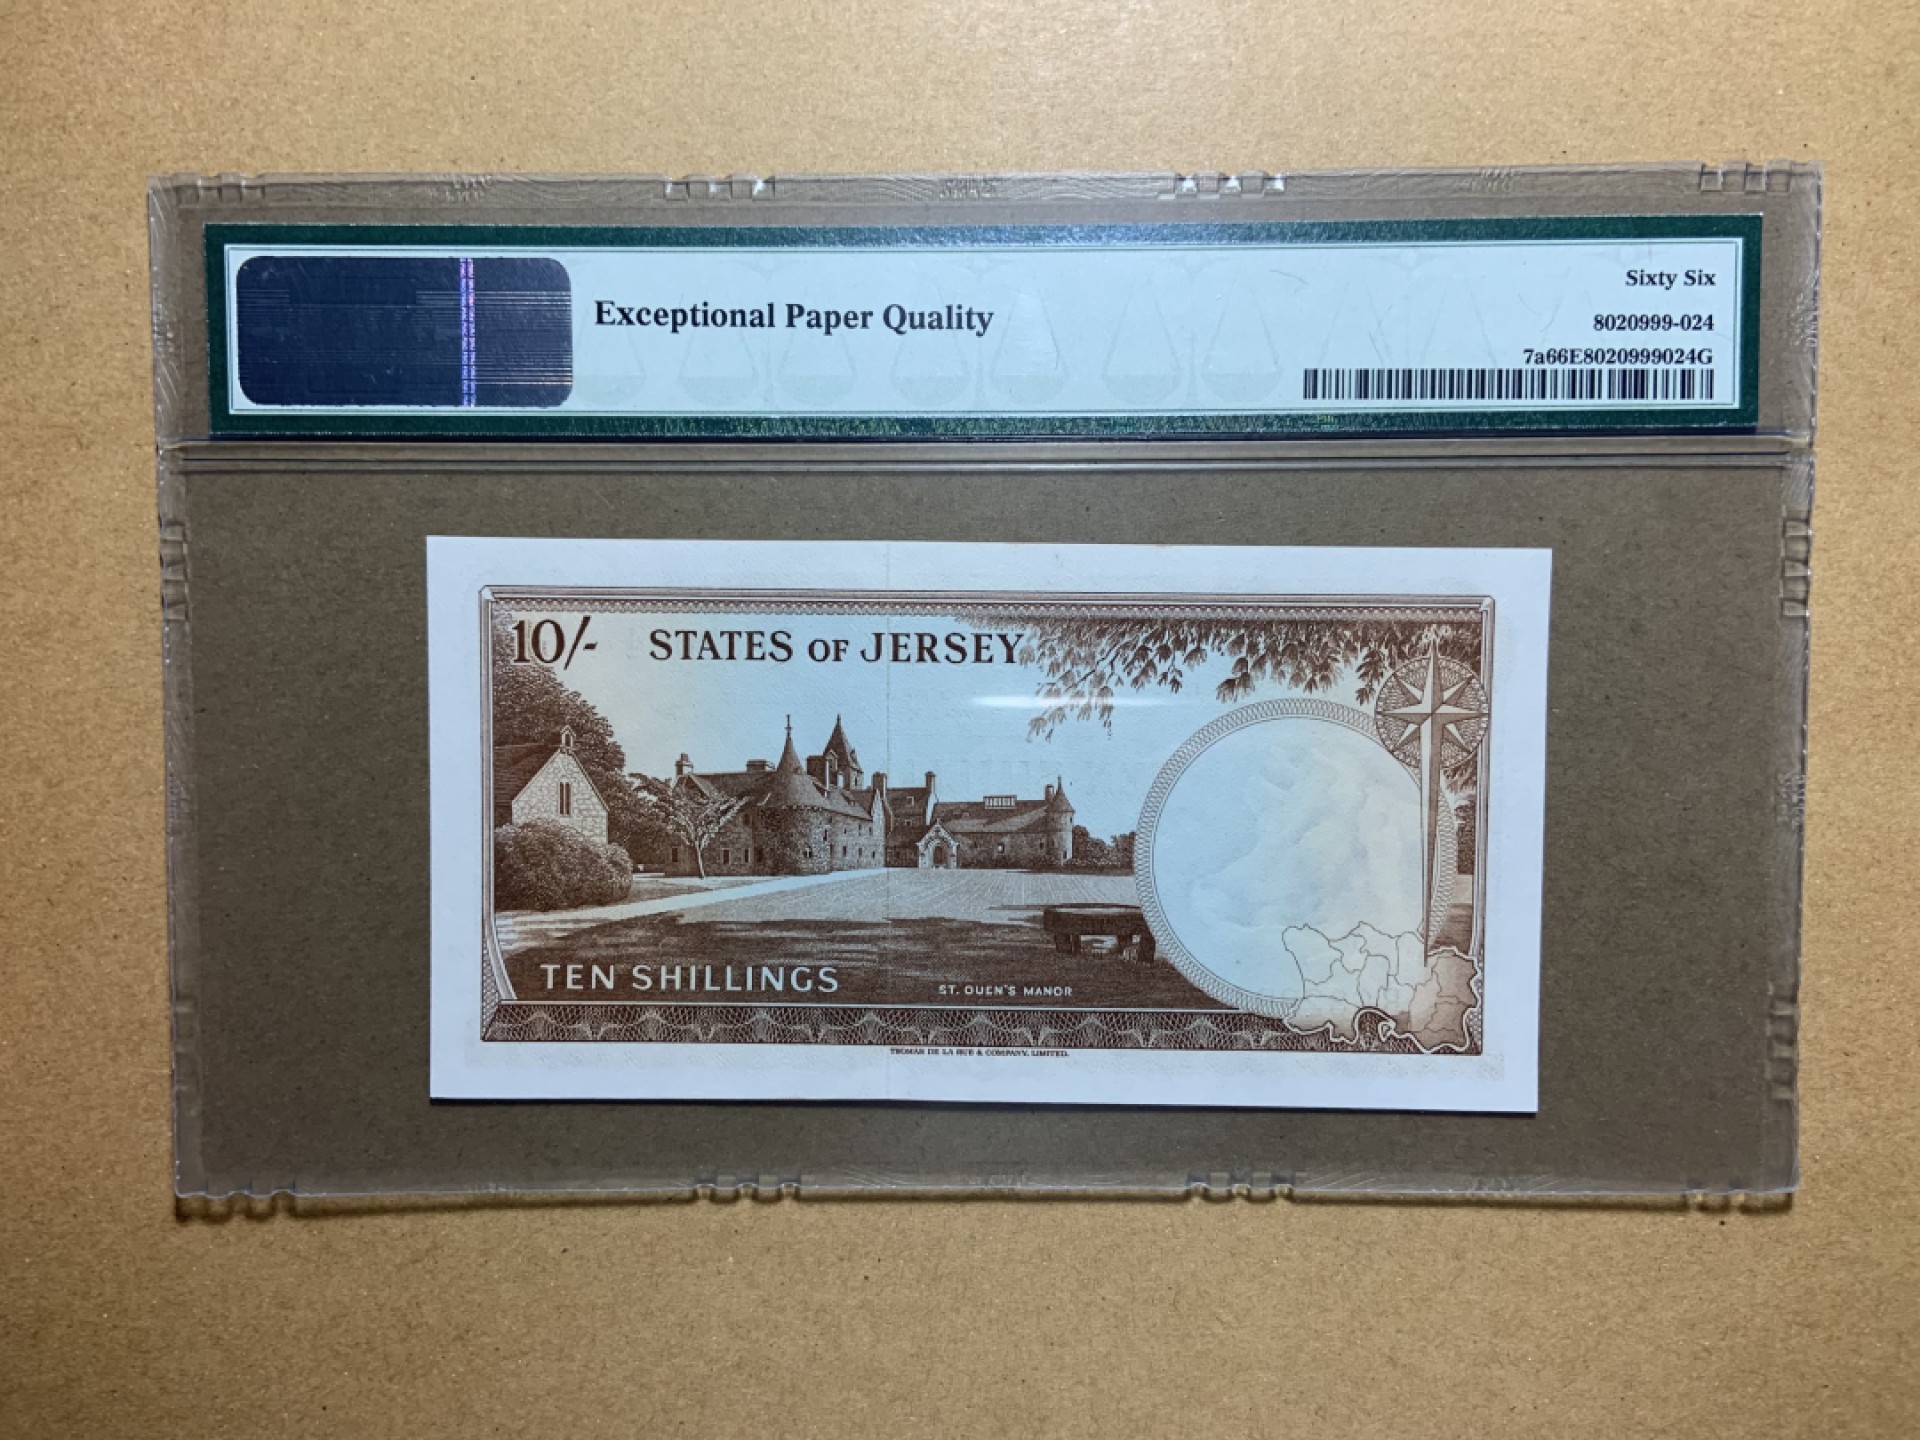 Exceptional Paper Quality
Sixty Six
8020999-024
7a66E8020999024G
10/- STATES OF JERSEY
TEN SHILLINGS
ST. OUEN'S MANOR
THOMAS DE LA RUE & COMPANY, LIMITED.